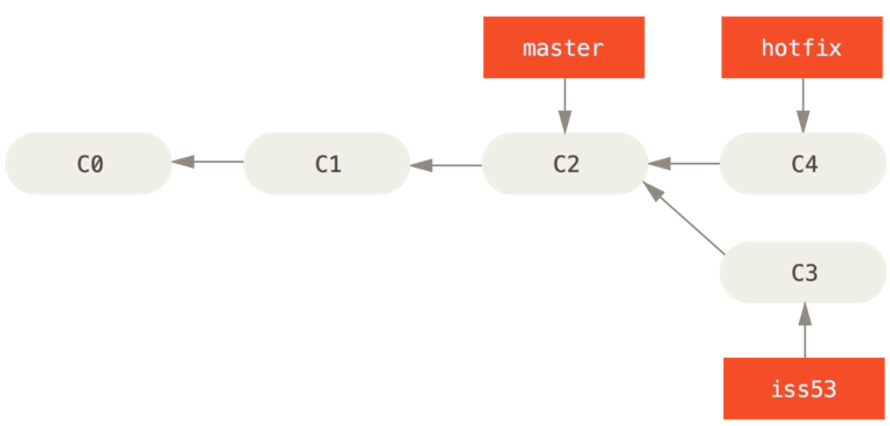 master
hotfix
C0
C1
C2
C4
C3
iss53